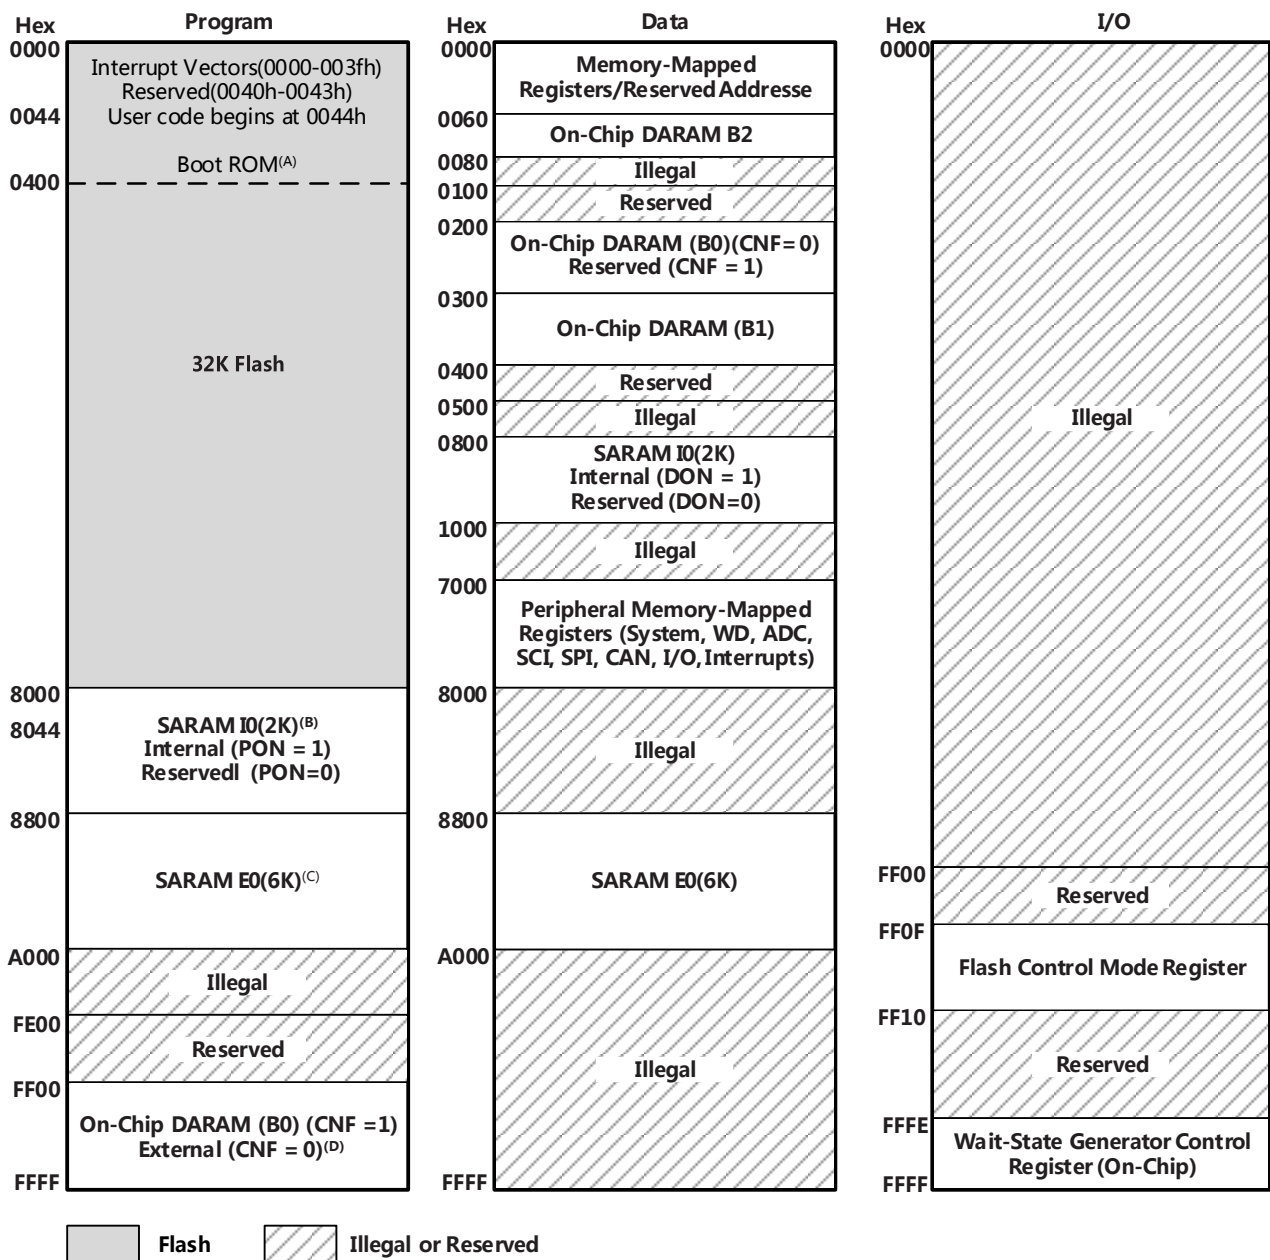 Hex
Program
0000
Interrupt Vectors(0000-003fh)
Reserved(0040h-0043h)
0044
User code begins at 0044h
Boot ROM(A)
0400
32K Flash
8000
8044
SARAM I0(2K)(B)
Internal (PON = 1)
Reservedl (PON=0)
8800
SARAM E0(6K)(C)
A000
Illegal
FE00
Reserved
FF00
On-Chip DARAM (B0) (CNF =1)
External (CNF = 0)(D)
FFFF
Hex
Data
0000
Memory-Mapped
Registers/Reserved Addresse
0060
On-Chip DARAM B2
0080
Illegal
0100
Reserved
0200
On-Chip DARAM (B0)(CNF= 0)
Reserved (CNF = 1)
0300
On-Chip DARAM (B1)
0400
Reserved
0500
Illegal
0800
SARAM I0(2K)
Internal (DON = 1)
Reserved (DON=0)
1000
Illegal
7000
Peripheral Memory-Mapped
Registers (System, WD, ADC,
SCI, SPI, CAN, I/O, Interrupts)
8000
Illegal
8800
SARAM E0(6K)
A000
Illegal
FFFF
Hex
I/O
0000
Illegal
FF00
Reserved
FF0F
Flash Control Mode Register
FF10
Reserved
FFFE
Wait-State Generator Control
Register (On-Chip)
FFFF
Flash
Illegal or Reserved